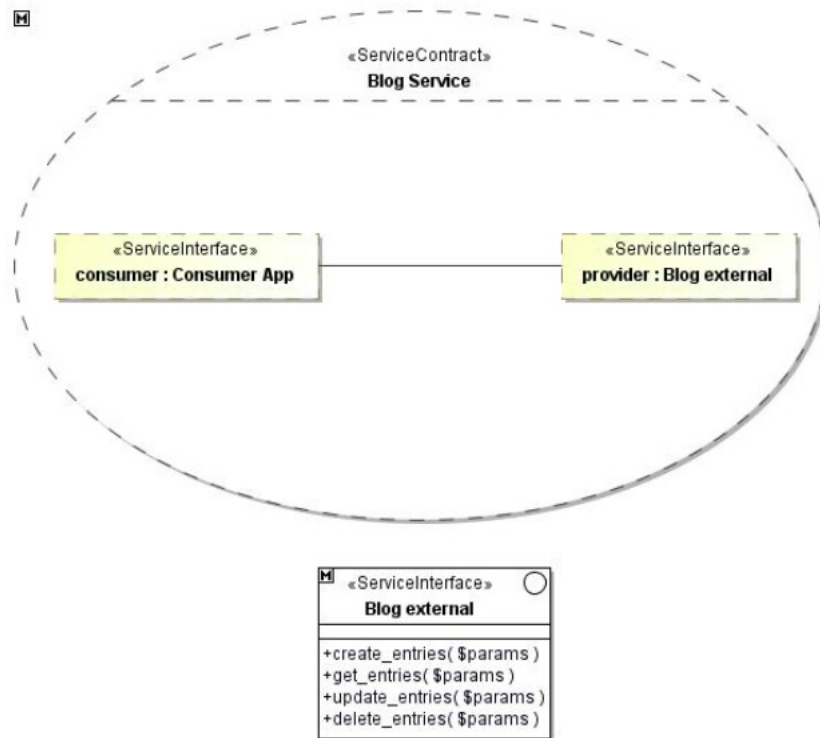 M
«ServiceContract»
Blog Service
«ServiceInterface»
consumer : Consumer App
«ServiceInterface»
provider : Blog external
M
«ServiceInterface»
Blog external
+create_entries( $params )
+get_entries( $params )
+update_entries( $params )
+delete_entries( $params )